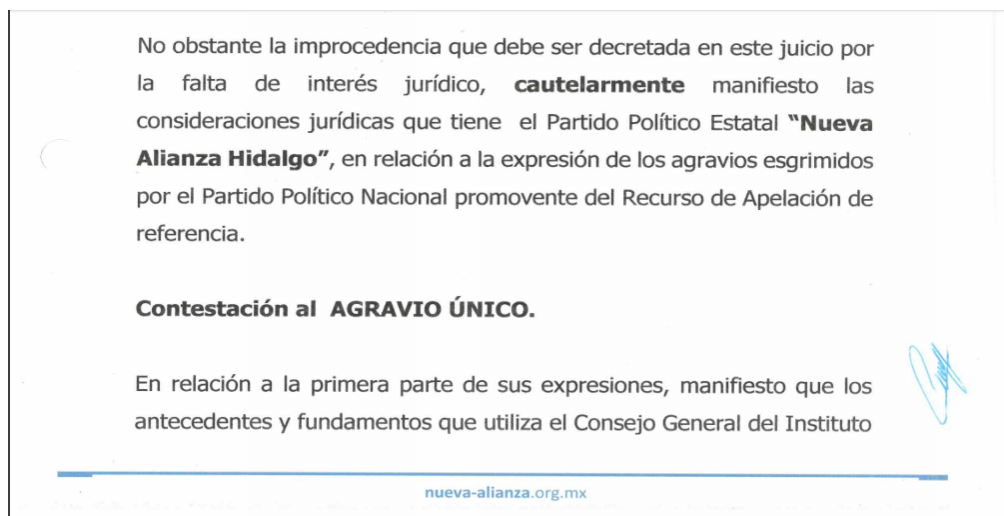 No obstante la improcedencia que debe ser decretada en este juicio por
la falta de interés jurídico, cautelarmente manifiesto las
consideraciones jurídicas que tiene el Partido Político Estatal “Nueva
Alianza Hidalgo”, en relación a la expresión de los agravios esgrimidos
por el Partido Político Nacional promovente del Recurso de Apelación de
referencia.
Contestación al AGRAVIO ÚNICO.
En relación a la primera parte de sus expresiones, manifiesto que los
antecedentes y fundamentos que utiliza el Consejo General del Instituto
nueva-alianza.org.mx